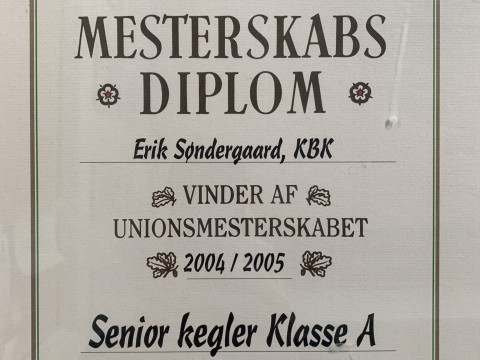 MESTERSKABS
DIPLOM
Erik Søndergaard, KBK
VINDER AF
UNIONSMESTERSKABET
2004 / 2005
Senior kegler Klasse A